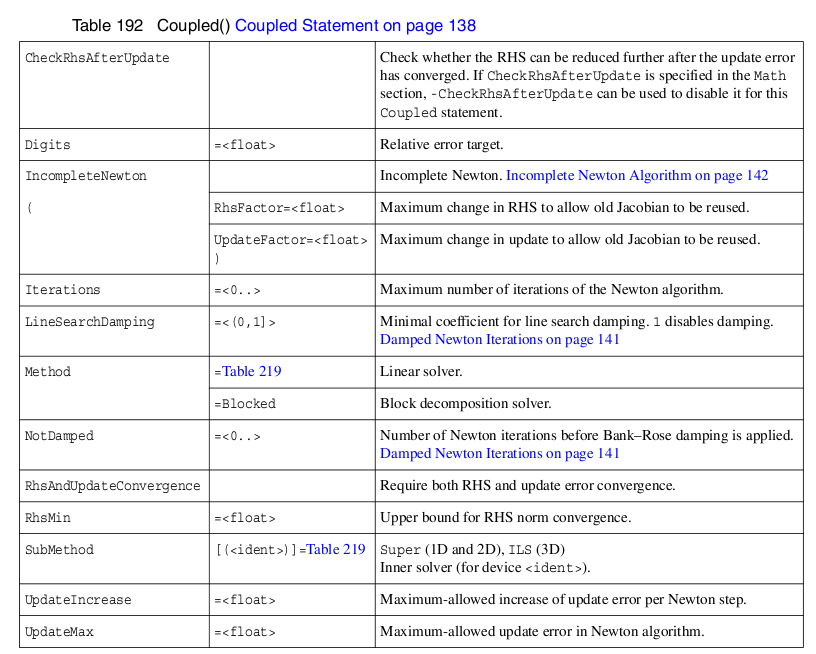 Table 192 Coupled() Coupled Statement on page 138
CheckRhsAfterUpdate
Check whether the RHS can be reduced further after the update error
has converged. If CheckRhsAfterUpdate is specified in the Math
section, -CheckRhsAfterUpdate can be used to disable it for this
Coupled statement.
Digits =<float> Relative error target.
IncompleteNewton Incomplete Newton. Incomplete Newton Algorithm on page 142
( RhsFactor=<float> Maximum change in RHS to allow old Jacobian to be reused.
UpdateFactor=<float> Maximum change in update to allow old Jacobian to be reused.
)
Iterations =<0..> Maximum number of iterations of the Newton algorithm.
LineSearchDamping =<(0,1]> Minimal coefficient for line search damping. 1 disables damping.
Damped Newton Iterations on page 141
Method =Table 219 Linear solver.
=Blocked Block decomposition solver.
NotDamped =<0..> Number of Newton iterations before Bank–Rose damping is applied.
Damped Newton Iterations on page 141
RhsAndUpdateConvergence Require both RHS and update error convergence.
RhsMin =<float> Upper bound for RHS norm convergence.
SubMethod [(<ident>)]=Table 219 Super (1D and 2D), ILS (3D)
Inner solver (for device <ident>).
UpdateIncrease =<float> Maximum-allowed increase of update error per Newton step.
UpdateMax =<float> Maximum-allowed update error in Newton algorithm.